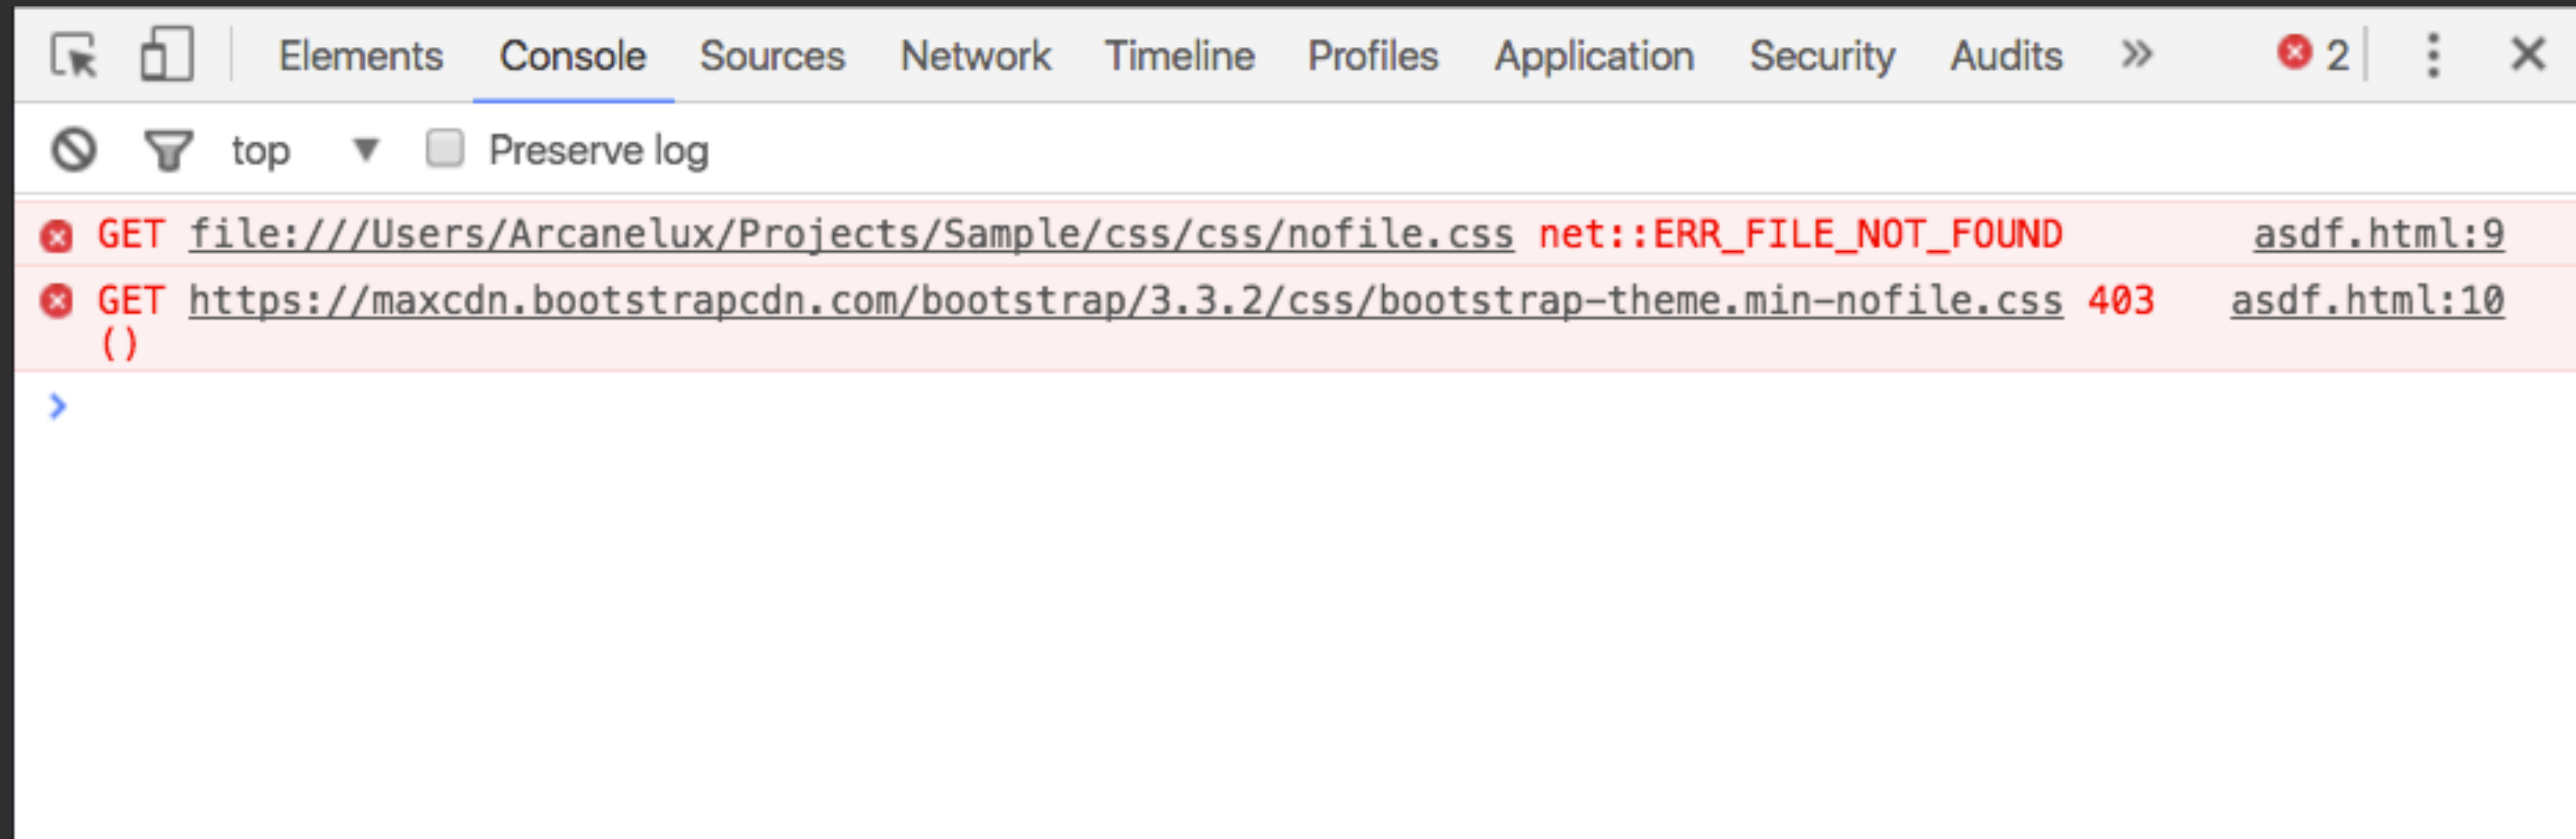 Elements Console Sources Network Timeline Profiles Application Security Audits » 2
top Preserve log
GET file:///Users/Arcanelux/Projects/Sample/css/css/nofile.css net::ERR_FILE_NOT_FOUND asdf.html:9
GET https://maxcdn.bootstrapcdn.com/bootstrap/3.3.2/css/bootstrap-theme.min-nofile.css 403 asdf.html:10
()